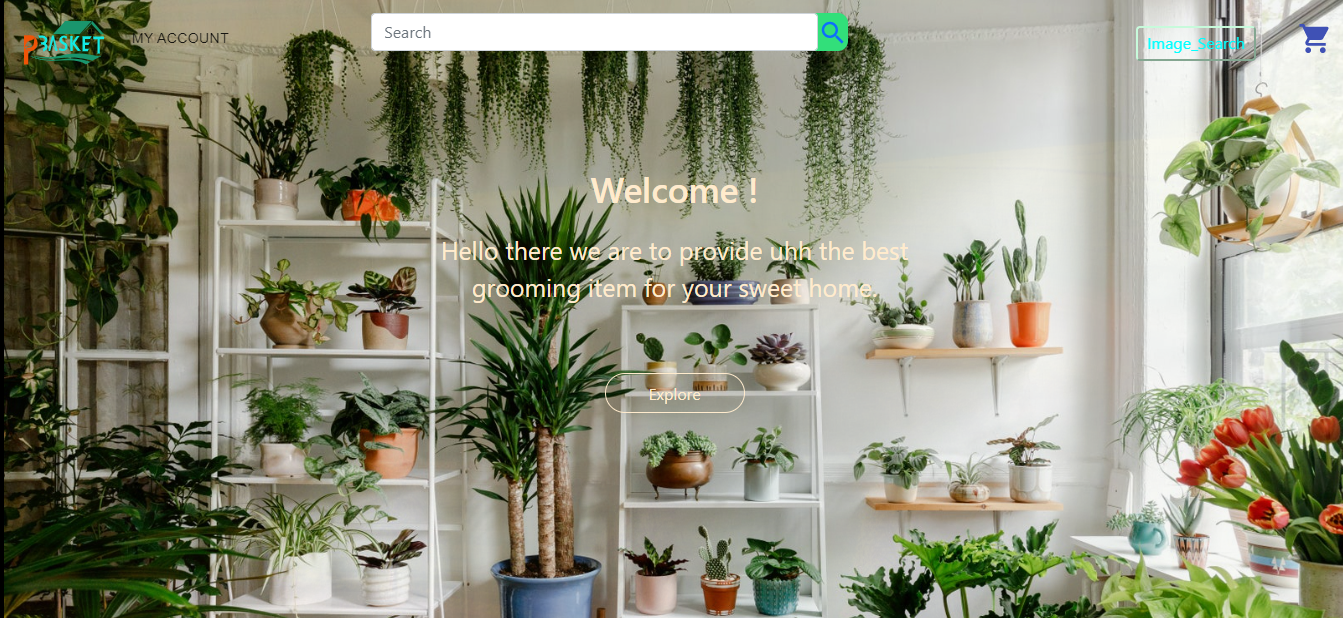 PBASKET
MY ACCOUNT
Search
Image_Search
Welcome !
Hello there we are to provide uhh the best
grooming item for your sweet home.
Explore